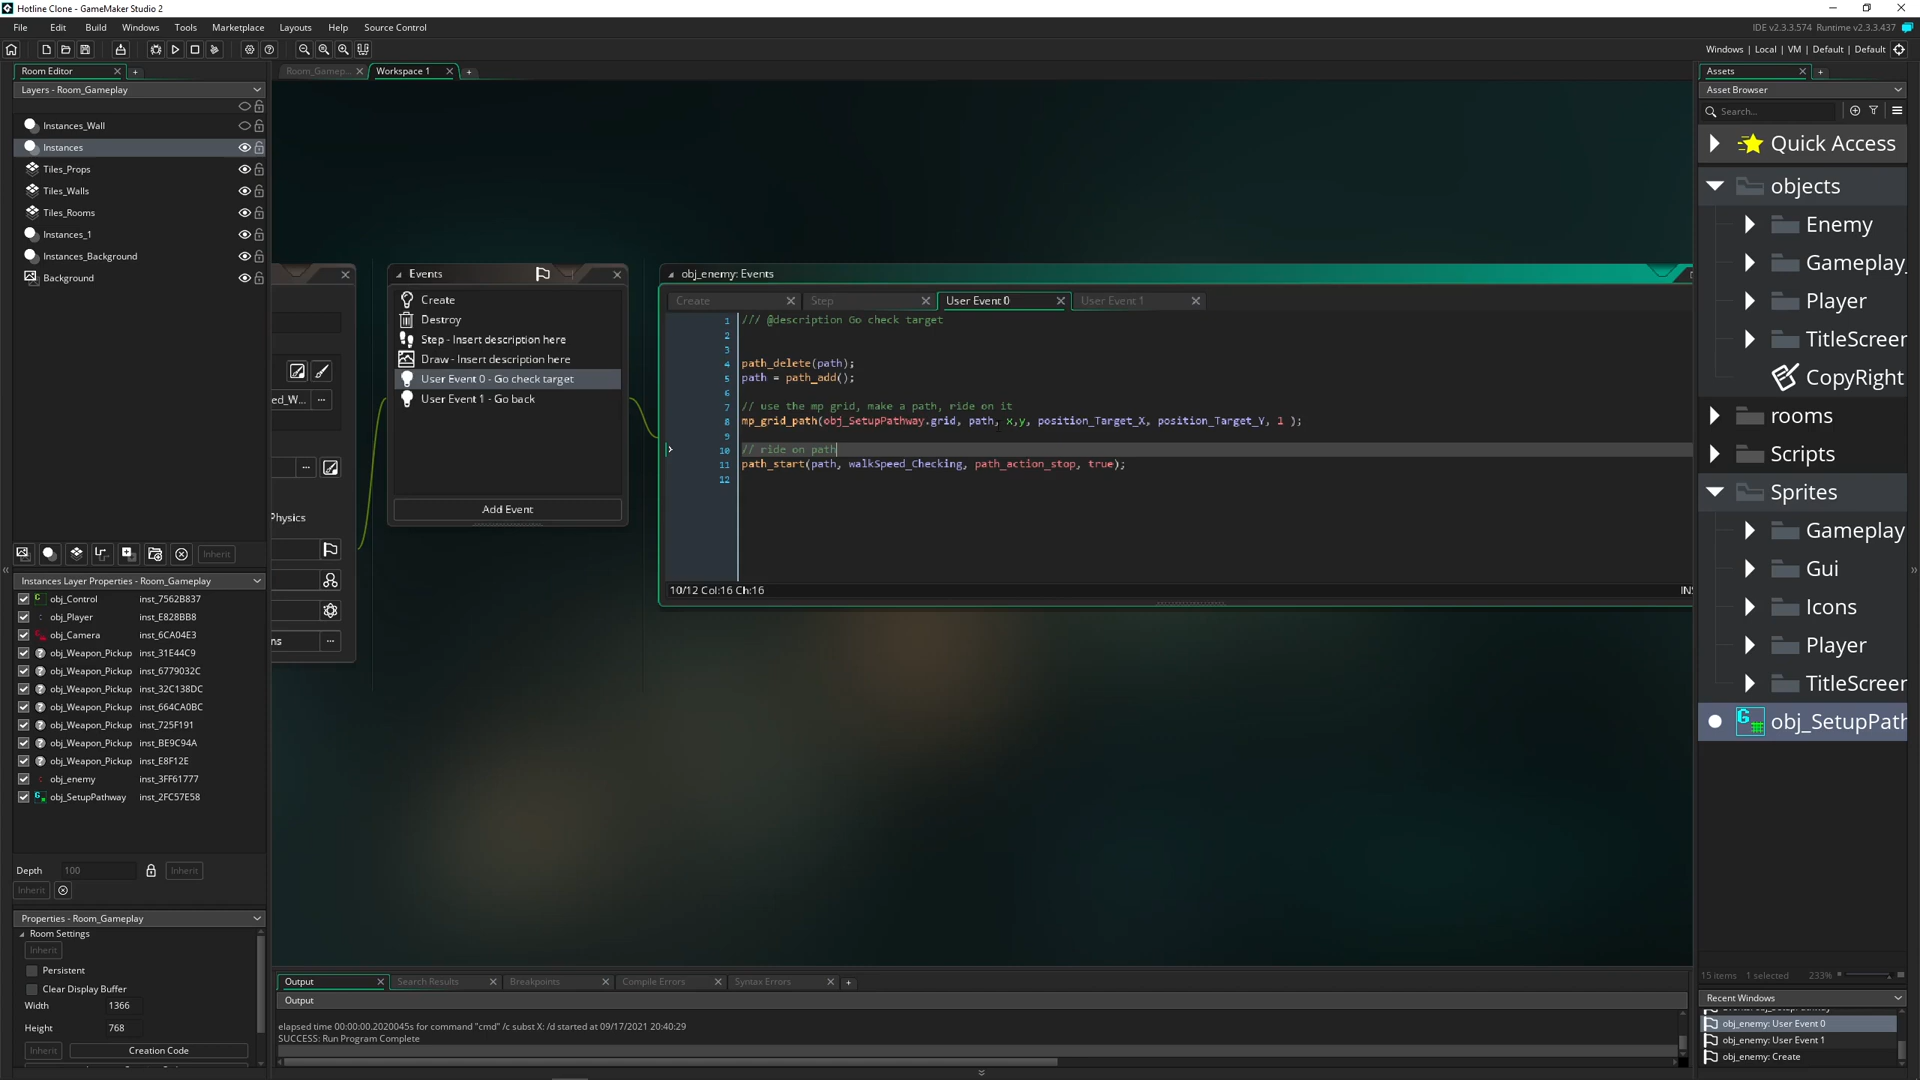 Hotline Clone - GameMaker Studio 2
File Edit Build Windows Tools Marketplace Layouts Help Source Control
IDE v2.3.3.574 Runtime v2.3.3.437
Windows | Local | VM | Default | Default
Room Editor
Layers - Room_Gameplay
Instances_Wall
Instances
Tiles_Props
Tiles_Walls
Tiles_Rooms
Instances_1
Instances_Background
Background
Inherit
Instances Layer Properties - Room_Gameplay
obj_Control inst_7562B837
obj_Player inst_E828BB8
obj_Camera inst_6CA04E3
obj_Weapon_Pickup inst_31E44C9
obj_Weapon_Pickup inst_6779032C
obj_Weapon_Pickup inst_32C138DC
obj_Weapon_Pickup inst_664CA0BC
obj_Weapon_Pickup inst_725F191
obj_Weapon_Pickup inst_BE9C94A
obj_Weapon_Pickup inst_E8F12E
obj_enemy inst_3FF61777
obj_SetupPathway inst_2FC57E58
Depth 100 Inherit
Inherit
Properties - Room_Gameplay
Room Settings
Inherit
Persistent
Clear Display Buffer
Width 1366
Height 768
Inherit Creation Code
Room_Gamep... Workspace 1
ed_W... ...
Physics
ns ...
Events
Create
Destroy
Step - Insert description here
Draw - Insert description here
User Event 0 - Go check target
User Event 1 - Go back
Add Event
obj_enemy: Events
Create Step User Event 0 User Event 1
1 /// @description Go check target
2
3
4 path_delete(path);
5 path = path_add();
6
7 // use the mp grid, make a path, ride on it
8 mp_grid_path(obj_SetupPathway.grid, path, x,y, position_Target_X, position_Target_Y, 1 );
9
10 // ride on path
11 path_start(path, walkSpeed_Checking, path_action_stop, true);
12
10/12 Col:16 Ch:16 INS
Output Search Results Breakpoints Compile Errors Syntax Errors
Output
elapsed time 00:00:00.2020045s for command "cmd" /c subst X: /d started at 09/17/2021 20:40:29
SUCCESS: Run Program Complete
Assets
Asset Browser
Search...
Quick Access
objects
Enemy
Gameplay_
Player
TitleScreer
CopyRight
rooms
Scripts
Sprites
Gameplay
Gui
Icons
Player
TitleScreer
obj_SetupPath
15 items 1 selected 233%
Recent Windows
obj_enemy: User Event 0
obj_enemy: User Event 1
obj_enemy: Create